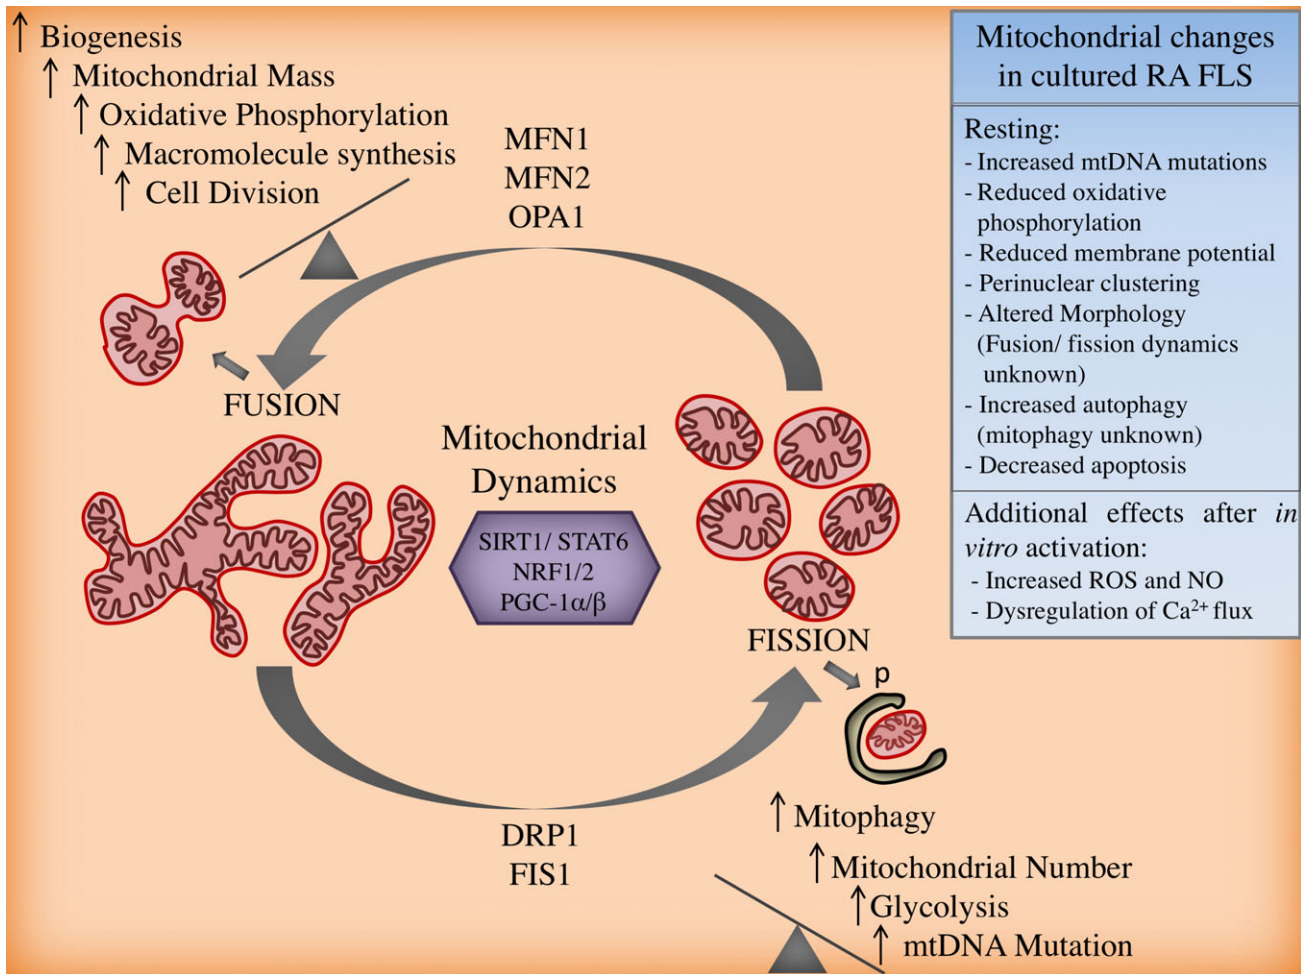 ↑ Biogenesis
↑ Mitochondrial Mass
↑ Oxidative Phosphorylation
↑ Macromolecule synthesis
↑ Cell Division
MFN1
MFN2
OPA1
FUSION
Mitochondrial
Dynamics
SIRT1/ STAT6
NRF1/2
PGC-1α/β
FISSION
p
DRP1
FIS1
↑ Mitophagy
↑ Mitochondrial Number
↑ Glycolysis
↑ mtDNA Mutation
Mitochondrial changes
in cultured RA FLS
Resting:
- Increased mtDNA mutations
- Reduced oxidative
phosphorylation
- Reduced membrane potential
- Perinuclear clustering
- Altered Morphology
(Fusion/ fission dynamics
unknown)
- Increased autophagy
(mitophagy unknown)
- Decreased apoptosis
Additional effects after in
vitro activation:
- Increased ROS and NO
- Dysregulation of Ca²⁺ flux